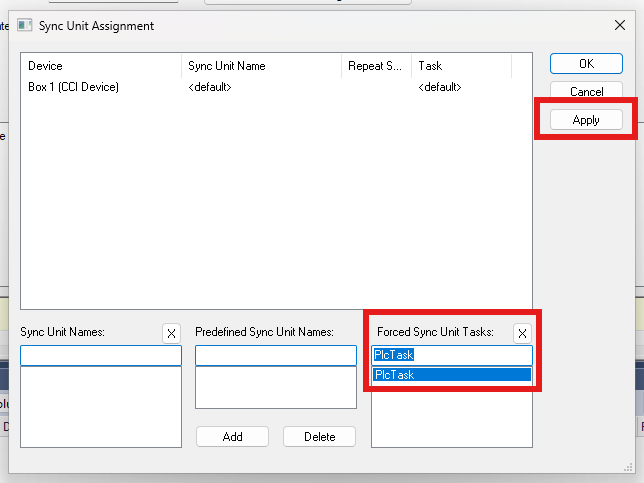 Sync Unit Assignment
Device Sync Unit Name Repeat S... Task
Box 1 (CCI Device) <default> <default>
OK
Cancel
Apply
Sync Unit Names: X
Predefined Sync Unit Names:
Forced Sync Unit Tasks: X
PlcTask
PlcTask
Add Delete